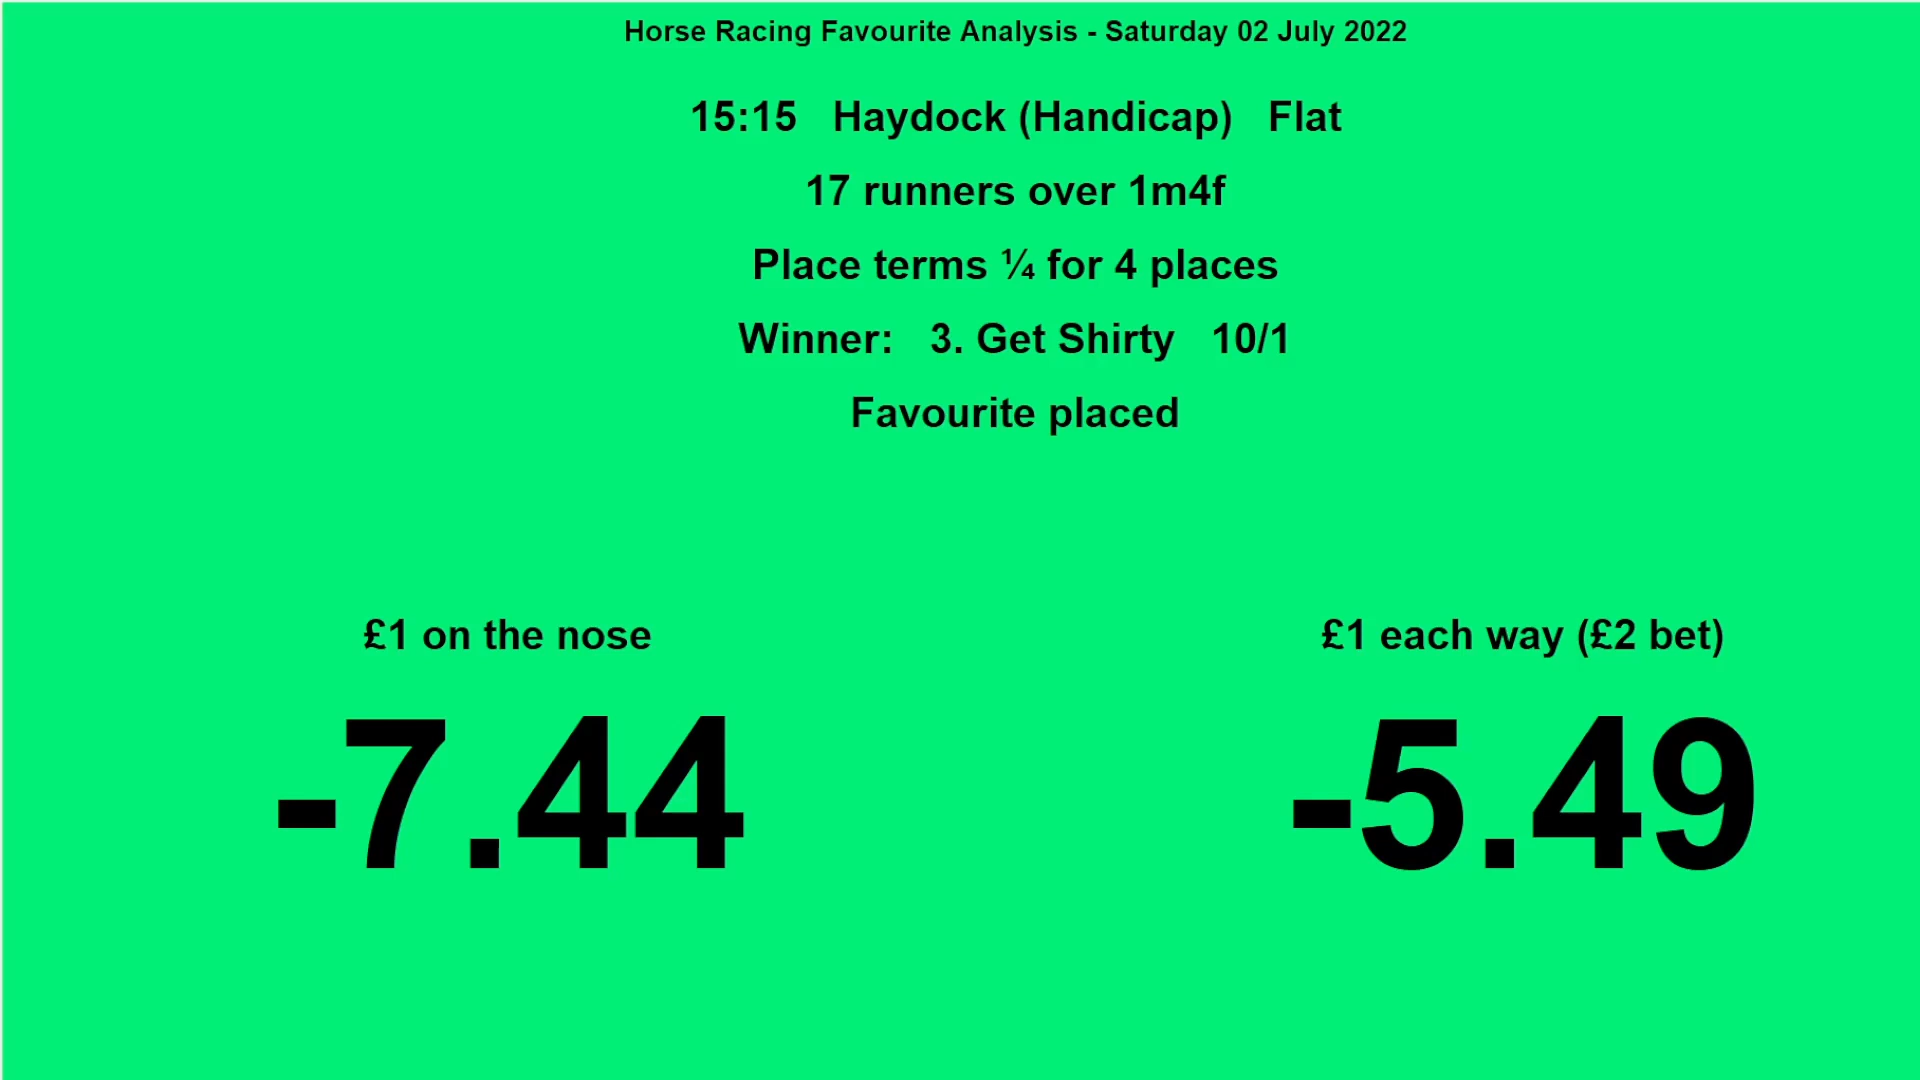 Horse Racing Favourite Analysis - Saturday 02 July 2022
15:15 Haydock (Handicap) Flat
17 runners over 1m4f
Place terms ¼ for 4 places
Winner: 3. Get Shirty 10/1
Favourite placed
£1 on the nose £1 each way (£2 bet)
-7.44 -5.49